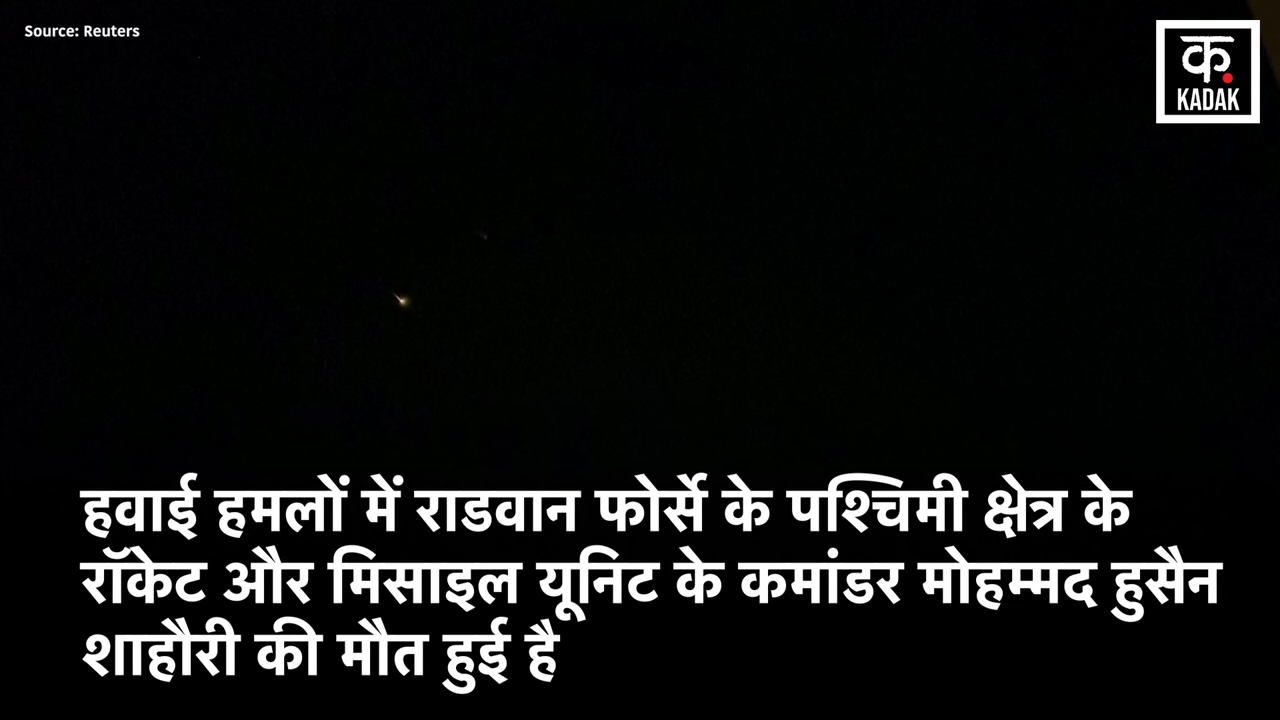 Source: Reuters
क
KADAK
हवाई हमलों में राडवान फोर्से के पश्चिमी क्षेत्र के
रॉकेट और मिसाइल यूनिट के कमांडर मोहम्मद हुसैन
शाहौरी की मौत हुई है